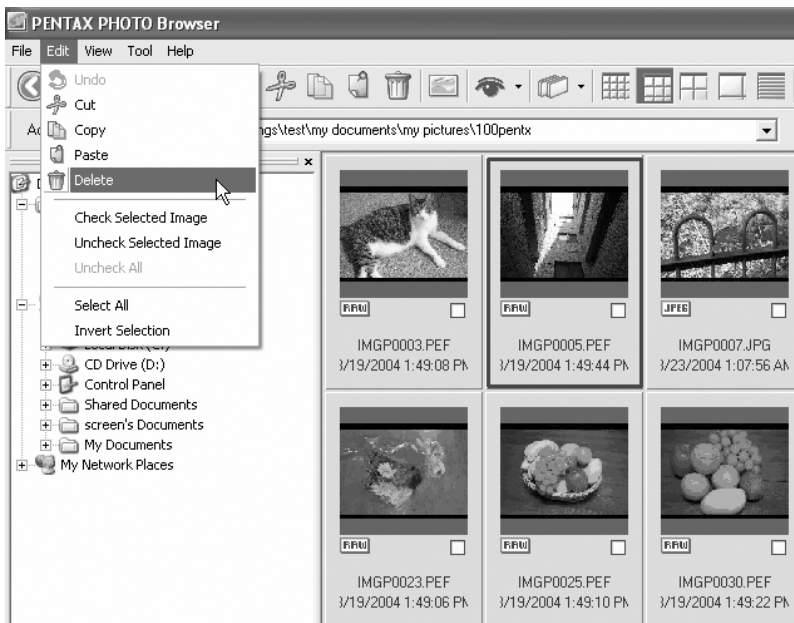 PENTAX PHOTO Browser
File Edit View Tool Help
Undo
Cut
Copy
Paste
Delete
Check Selected Image
Uncheck Selected Image
Uncheck All
Select All
Invert Selection
ngs\test\my documents\my pictures\100pentx
CD Drive (D:)
Control Panel
Shared Documents
screen's Documents
My Documents
My Network Places
RAW
IMGP0003.PEF
3/19/2004 1:49:08 PM
RAW
IMGP0005.PEF
3/19/2004 1:49:44 PM
JPEG
IMGP0007.JPG
3/23/2004 1:07:56 AM
RAW
IMGP0023.PEF
3/19/2004 1:49:06 PM
RAW
IMGP0025.PEF
3/19/2004 1:49:10 PM
RAW
IMGP0030.PEF
3/19/2004 1:49:22 PM